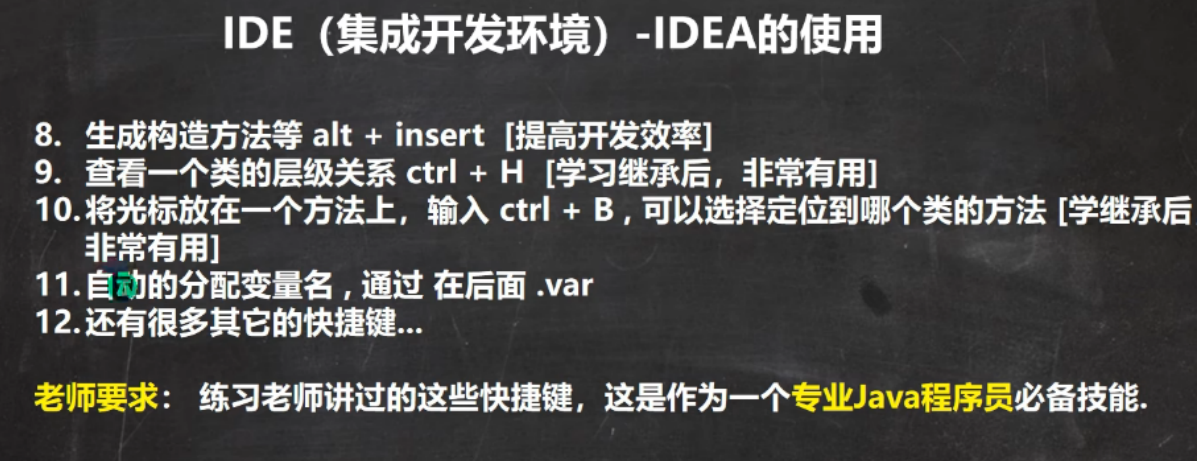 IDE（集成开发环境）-IDEA的使用
8. 生成构造方法等 alt + insert [提高开发效率]
9. 查看一个类的层级关系 ctrl + H [学习继承后，非常有用]
10.将光标放在一个方法上，输入 ctrl + B , 可以选择定位到哪个类的方法 [学继承后
非常有用]
11.自动的分配变量名 , 通过 在后面 .var
12.还有很多其它的快捷键...
老师要求： 练习老师讲过的这些快捷键，这是作为一个专业Java程序员必备技能.